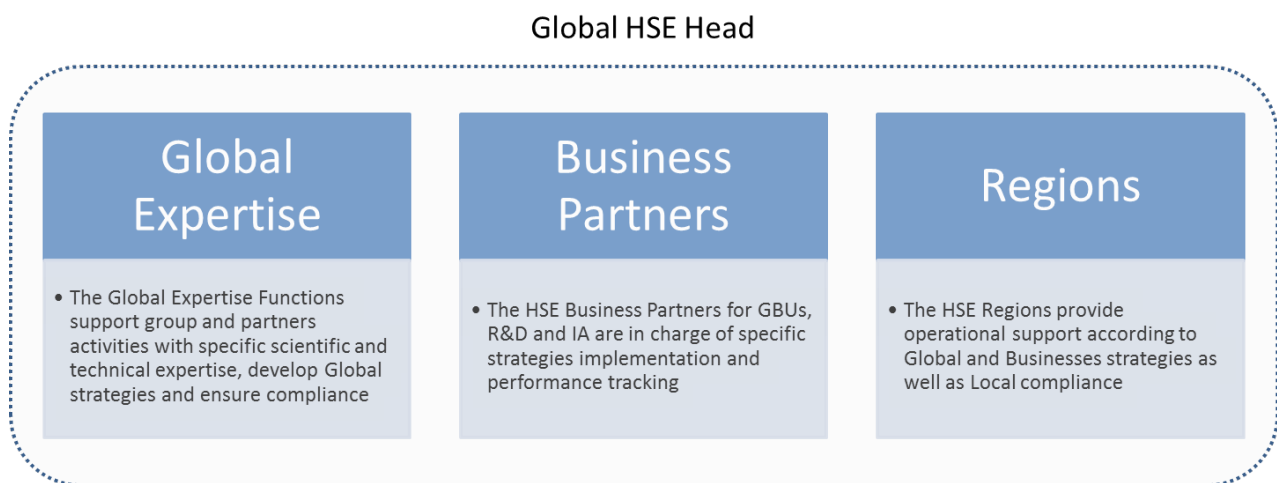 Global HSE Head
Global
Expertise
• The Global Expertise Functions
support group and partners
activities with specific scientific and
technical expertise, develop Global
strategies and ensure compliance
Business
Partners
• The HSE Business Partners for GBUs,
R&D and IA are in charge of specific
strategies implementation and
performance tracking
Regions
• The HSE Regions provide
operational support according to
Global and Businesses strategies as
well as Local compliance